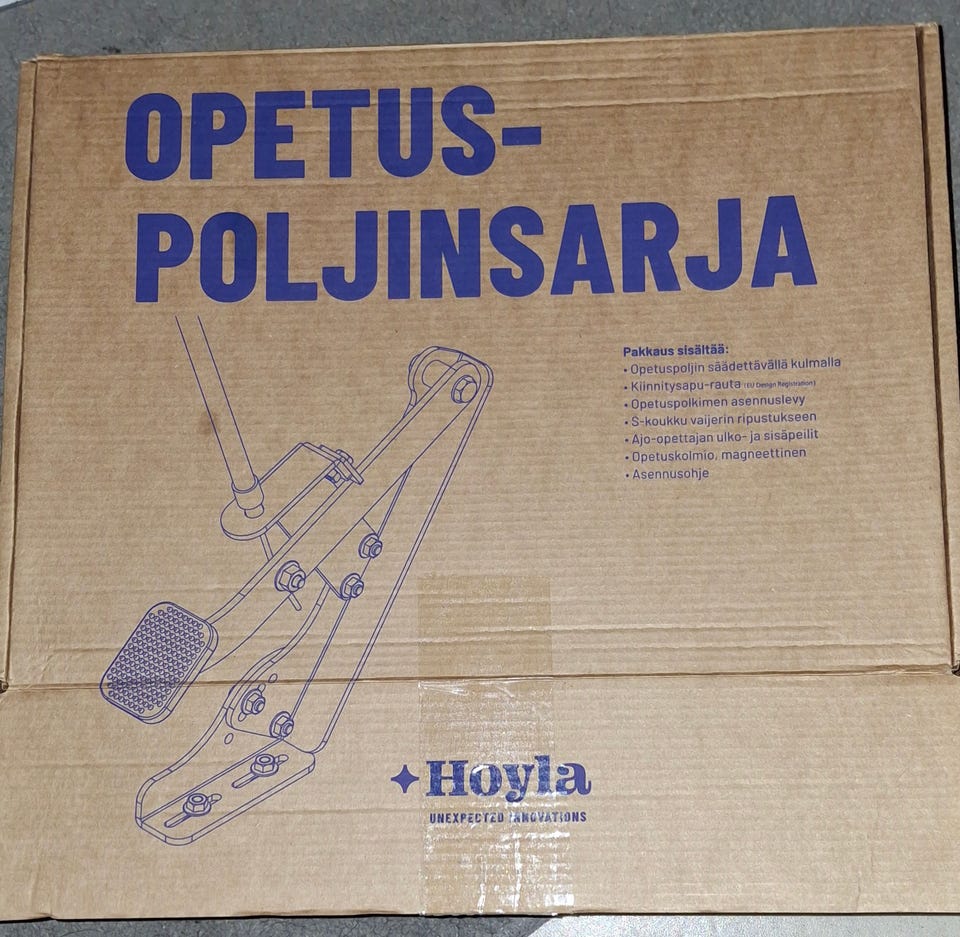 OPETUS-
POLJINSARJA
Pakkaus sisältää:
• Opetuspoljin säädettävällä kulmalla
• Kiinnitysapu-rauta (EU Design Registration)
• Opetuspolkimen asennuslevy
• S-koukku vaijerin ripustukseen
• Ajo-opettajan ulko- ja sisäpeilit
• Opetuskolmio, magneettinen
• Asennusohje
Hoyla
UNEXPECTED INNOVATIONS